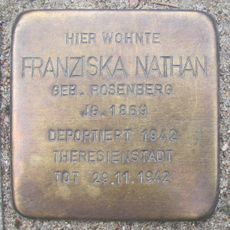 HIER WOHNTE
FRANZISKA NATHAN
GEB. ROSENBERG
JG. 1869
DEPORTIERT 1942
THERESIENSTADT
TOT 29.11.1942